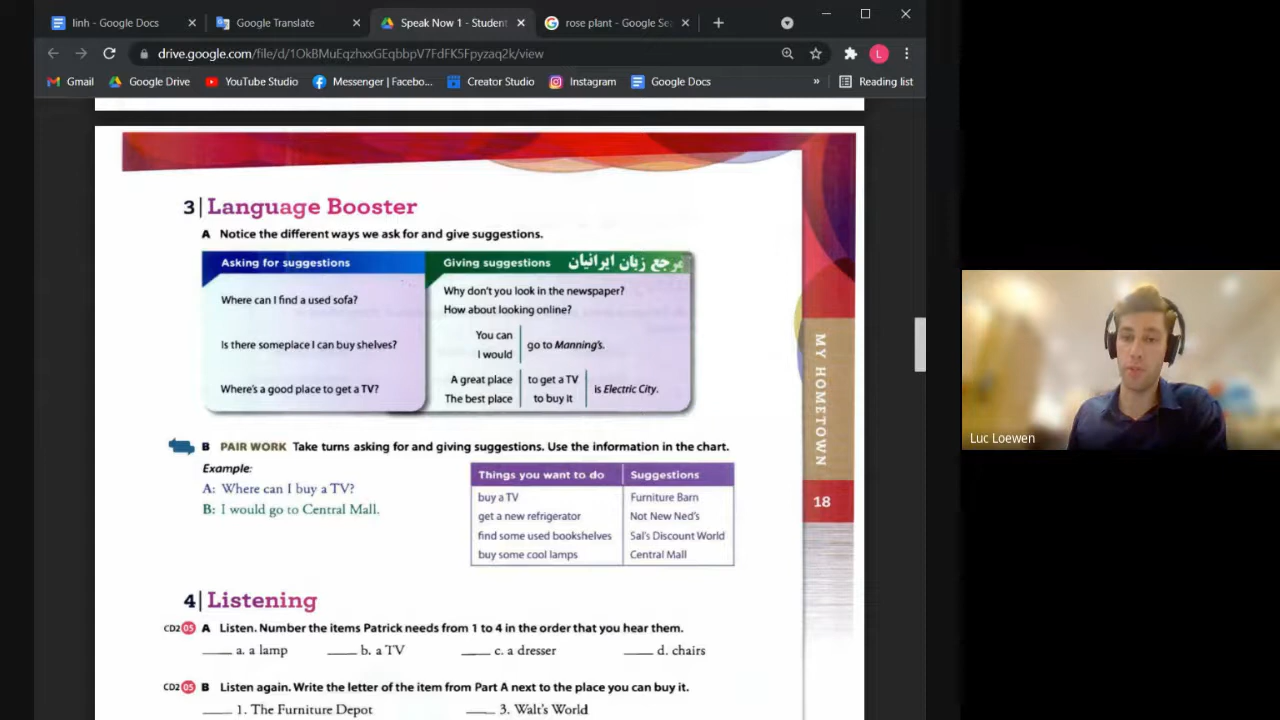 linh - Google Docs
Google Translate
Speak Now 1 - Student
rose plant - Google Sea
drive.google.com/file/d/1OkBMuEqzhxxGEqbbpV7FdFK5Fpyzaq2k/view
L
Gmail
Google Drive
YouTube Studio
Messenger | Facebo...
Creator Studio
Instagram
Google Docs
»
Reading list
3 Language Booster
A Notice the different ways we ask for and give suggestions.
Asking for suggestions
Giving suggestions مرجع زبان ایرانیان
Where can I find a used sofa?
Why don't you look in the newspaper?
How about looking online?
Is there someplace I can buy shelves?
You can
I would
go to Manning's.
Where's a good place to get a TV?
A great place
The best place
to get a TV
to buy it
is Electric City.
B PAIR WORK Take turns asking for and giving suggestions. Use the information in the chart.
Example:
A: Where can I buy a TV?
B: I would go to Central Mall.
Things you want to do Suggestions
buy a TV Furniture Barn
get a new refrigerator Not New Ned's
find some used bookshelves Sal's Discount World
buy some cool lamps Central Mall
MY HOMETOWN
18
4 Listening
CD2 05 A Listen. Number the items Patrick needs from 1 to 4 in the order that you hear them.
____ a. a lamp ____ b. a TV ____ c. a dresser ____ d. chairs
CD2 05 B Listen again. Write the letter of the item from Part A next to the place you can buy it.
____ 1. The Furniture Depot ____ 3. Walt's World
Luc Loewen